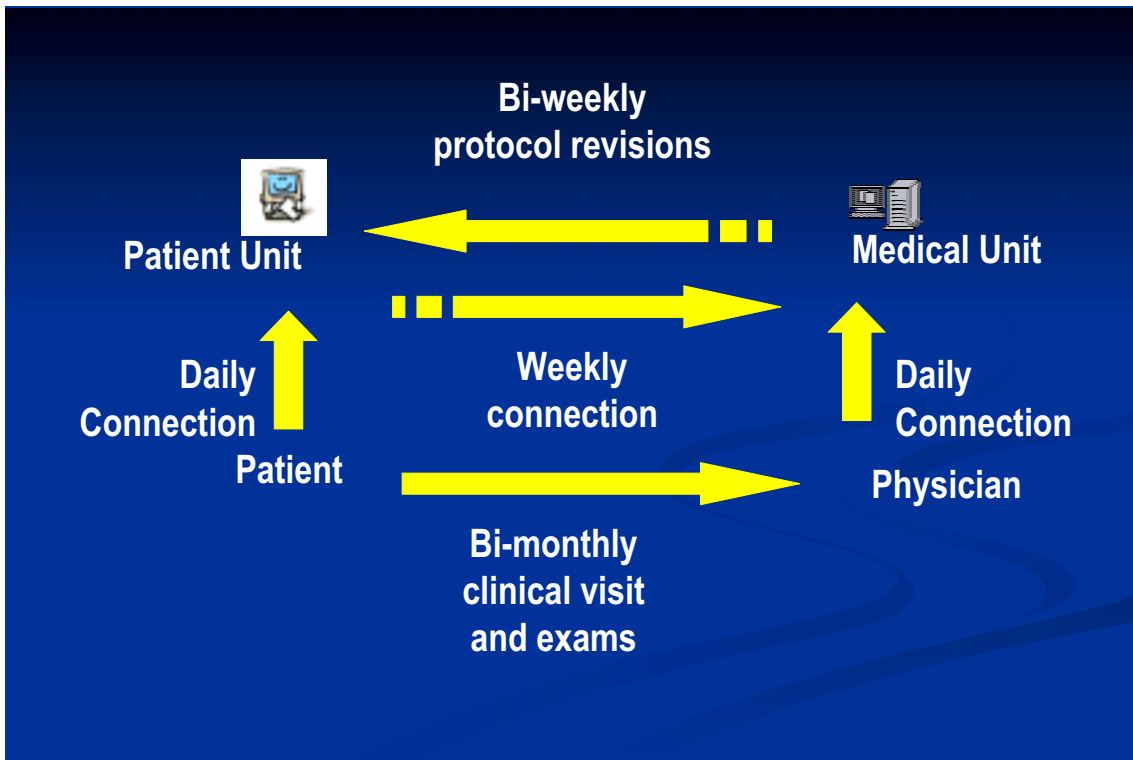 Bi-weekly
protocol revisions
Patient Unit
Medical Unit
Daily
Connection
Weekly
connection
Daily
Connection
Patient
Physician
Bi-monthly
clinical visit
and exams